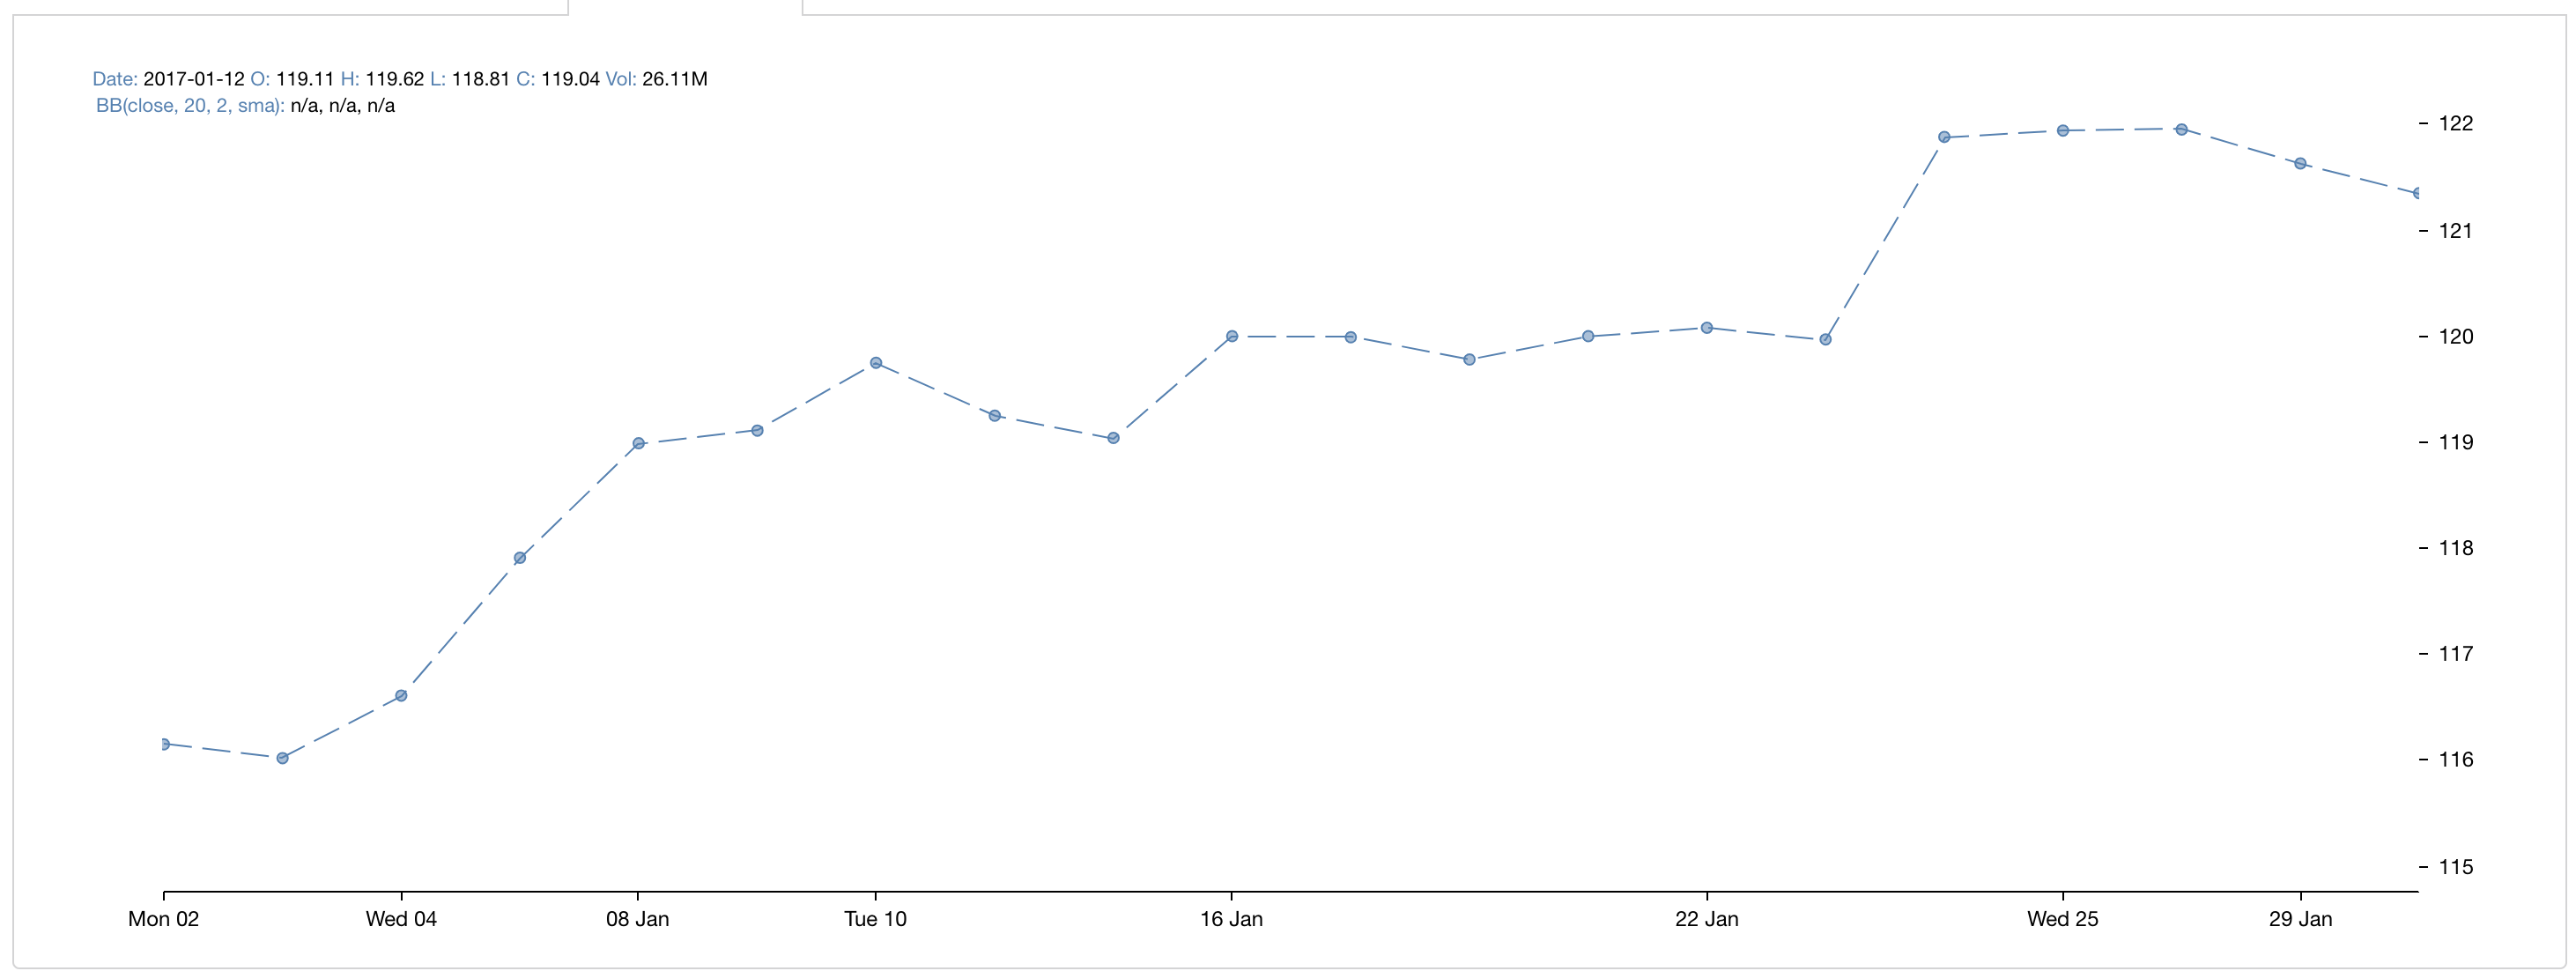 Date: 2017-01-12 O: 119.11 H: 119.62 L: 118.81 C: 119.04 Vol: 26.11M
BB(close, 20, 2, sma): n/a, n/a, n/a
122
121
120
119
118
117
116
115
Mon 02 Wed 04 08 Jan Tue 10 16 Jan 22 Jan Wed 25 29 Jan